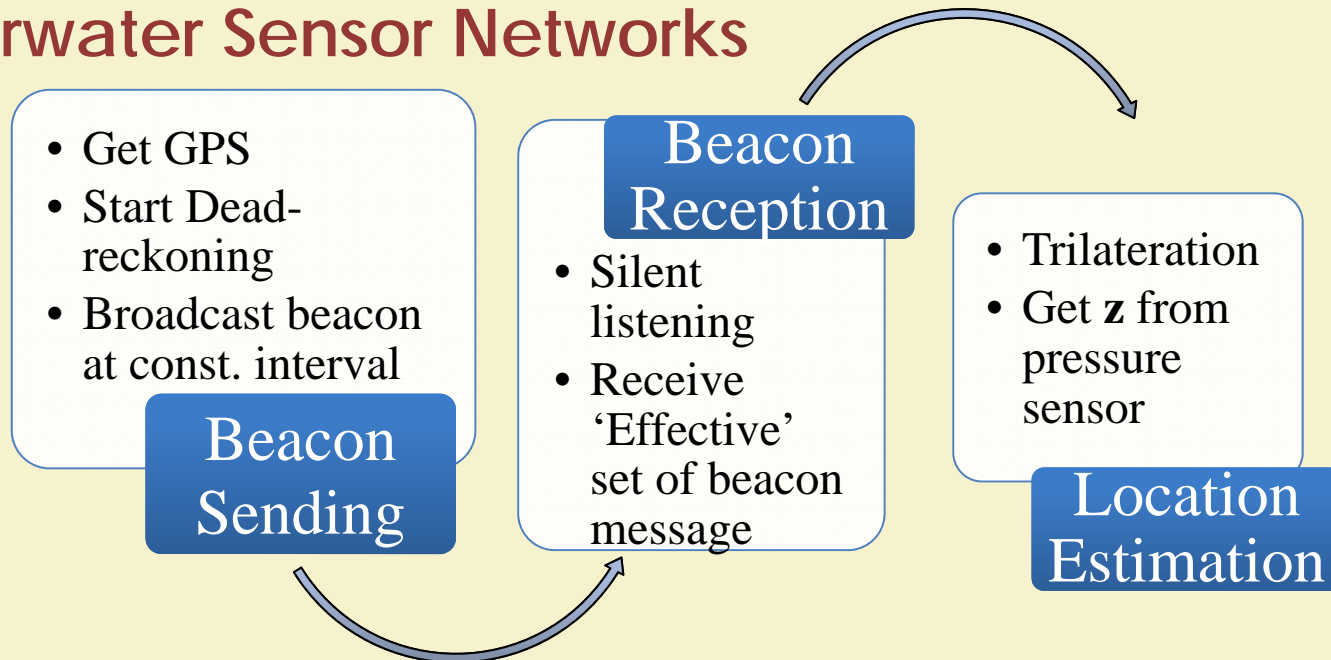 rwater Sensor Networks
• Get GPS
• Start Dead-
reckoning
• Broadcast beacon
at const. interval
Beacon
Sending
Beacon
Reception
• Silent
listening
• Receive
‘Effective’
set of beacon
message
• Trilateration
• Get z from
pressure
sensor
Location
Estimation